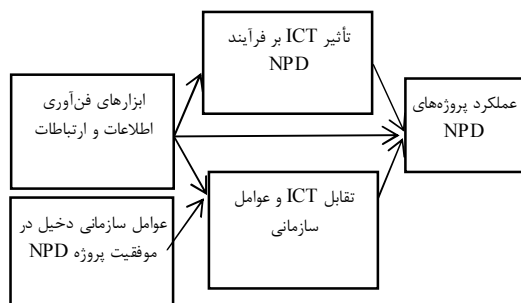 تأثیر ICT بر فرآیند
NPD
ابزارهای فن‌آوری
اطلاعات و ارتباطات
عملکرد پروژه‌های
NPD
تقابل ICT و عوامل
سازمانی
عوامل سازمانی دخیل در
موفقیت پروژه NPD